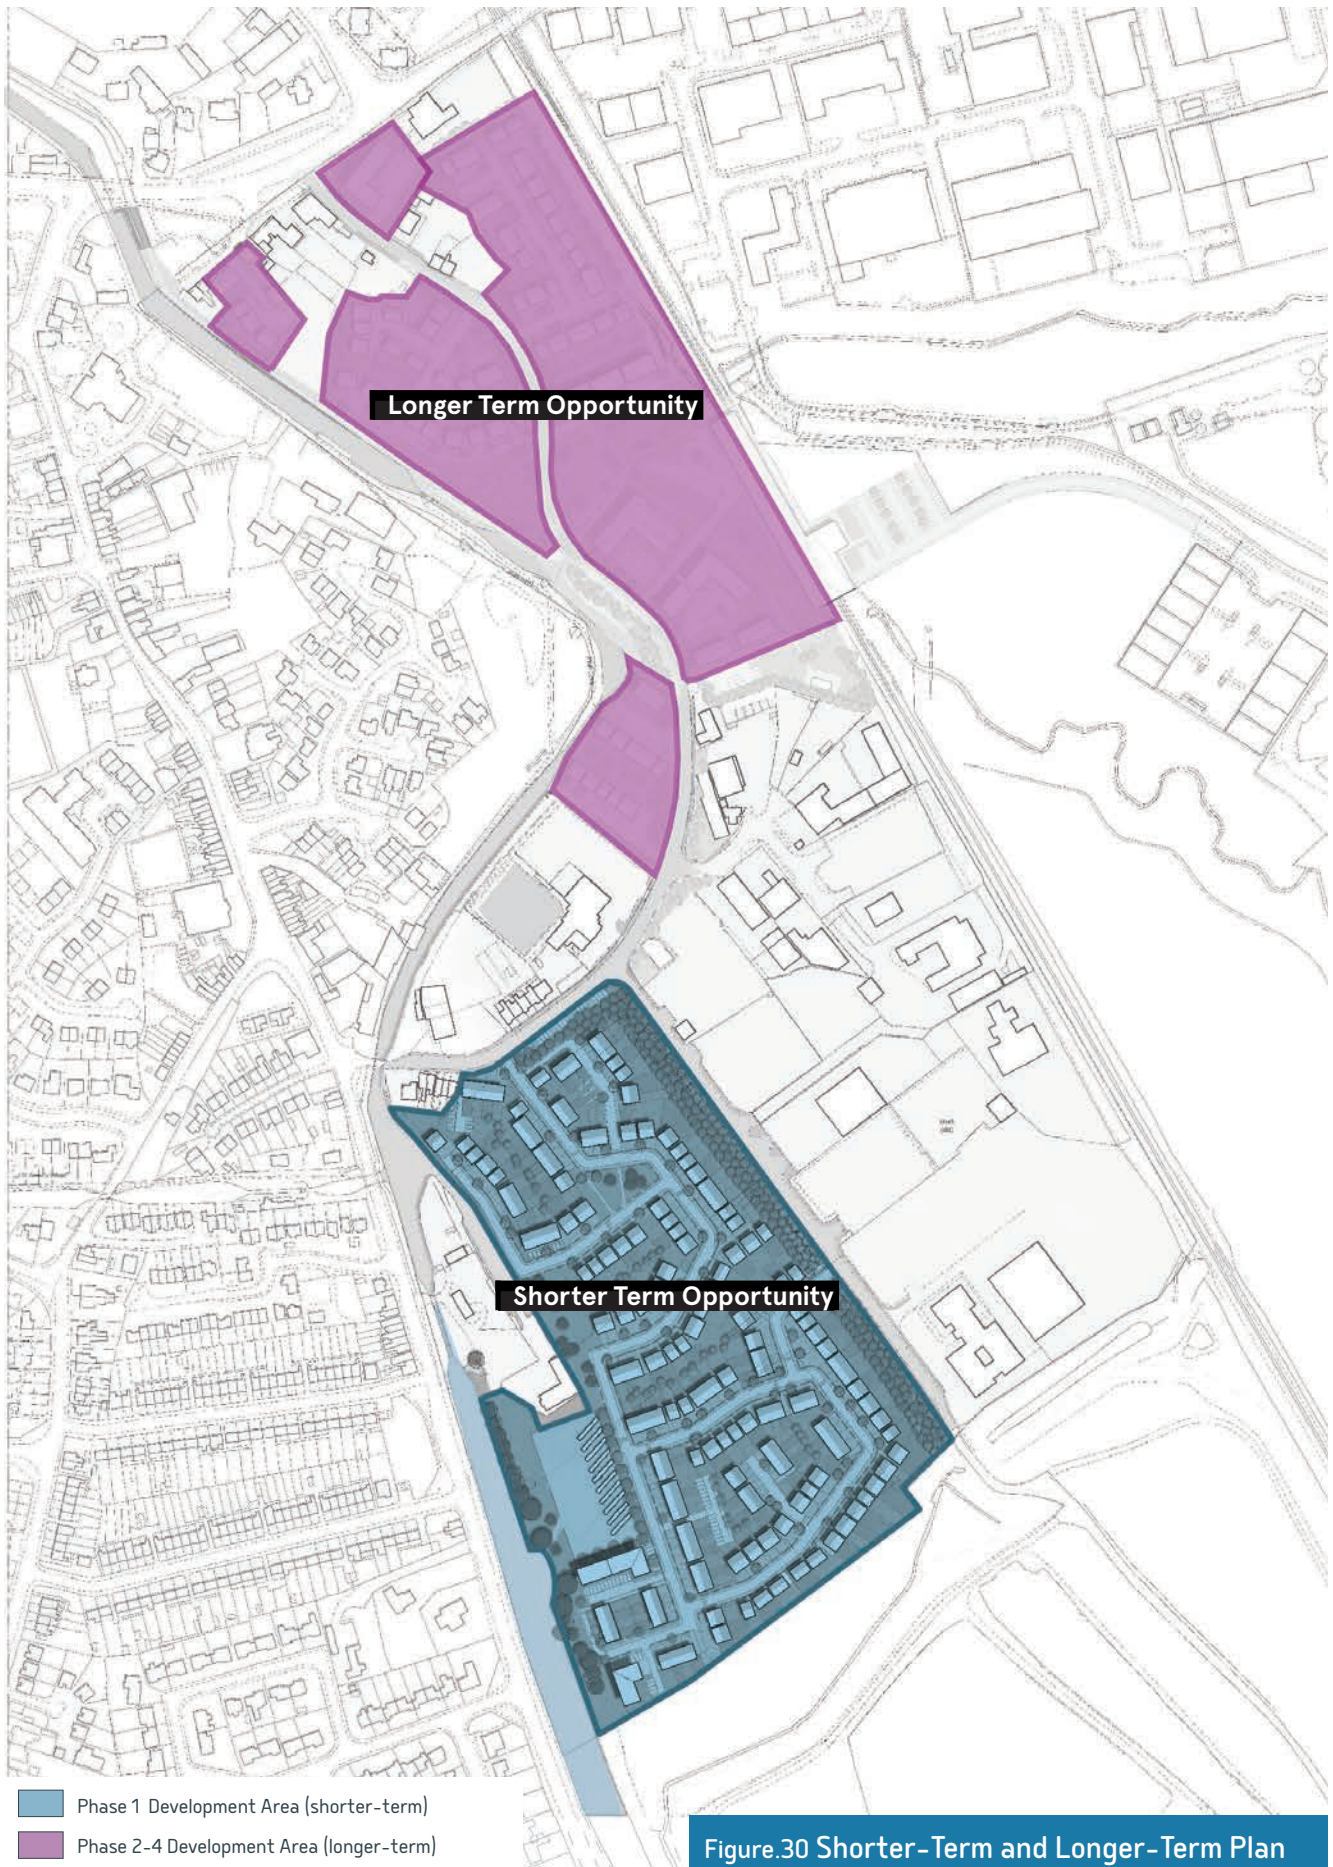 Longer Term Opportunity
Shorter Term Opportunity
Phase 1 Development Area (shorter-term)
Phase 2-4 Development Area (longer-term)
Figure.30 Shorter-Term and Longer-Term Plan